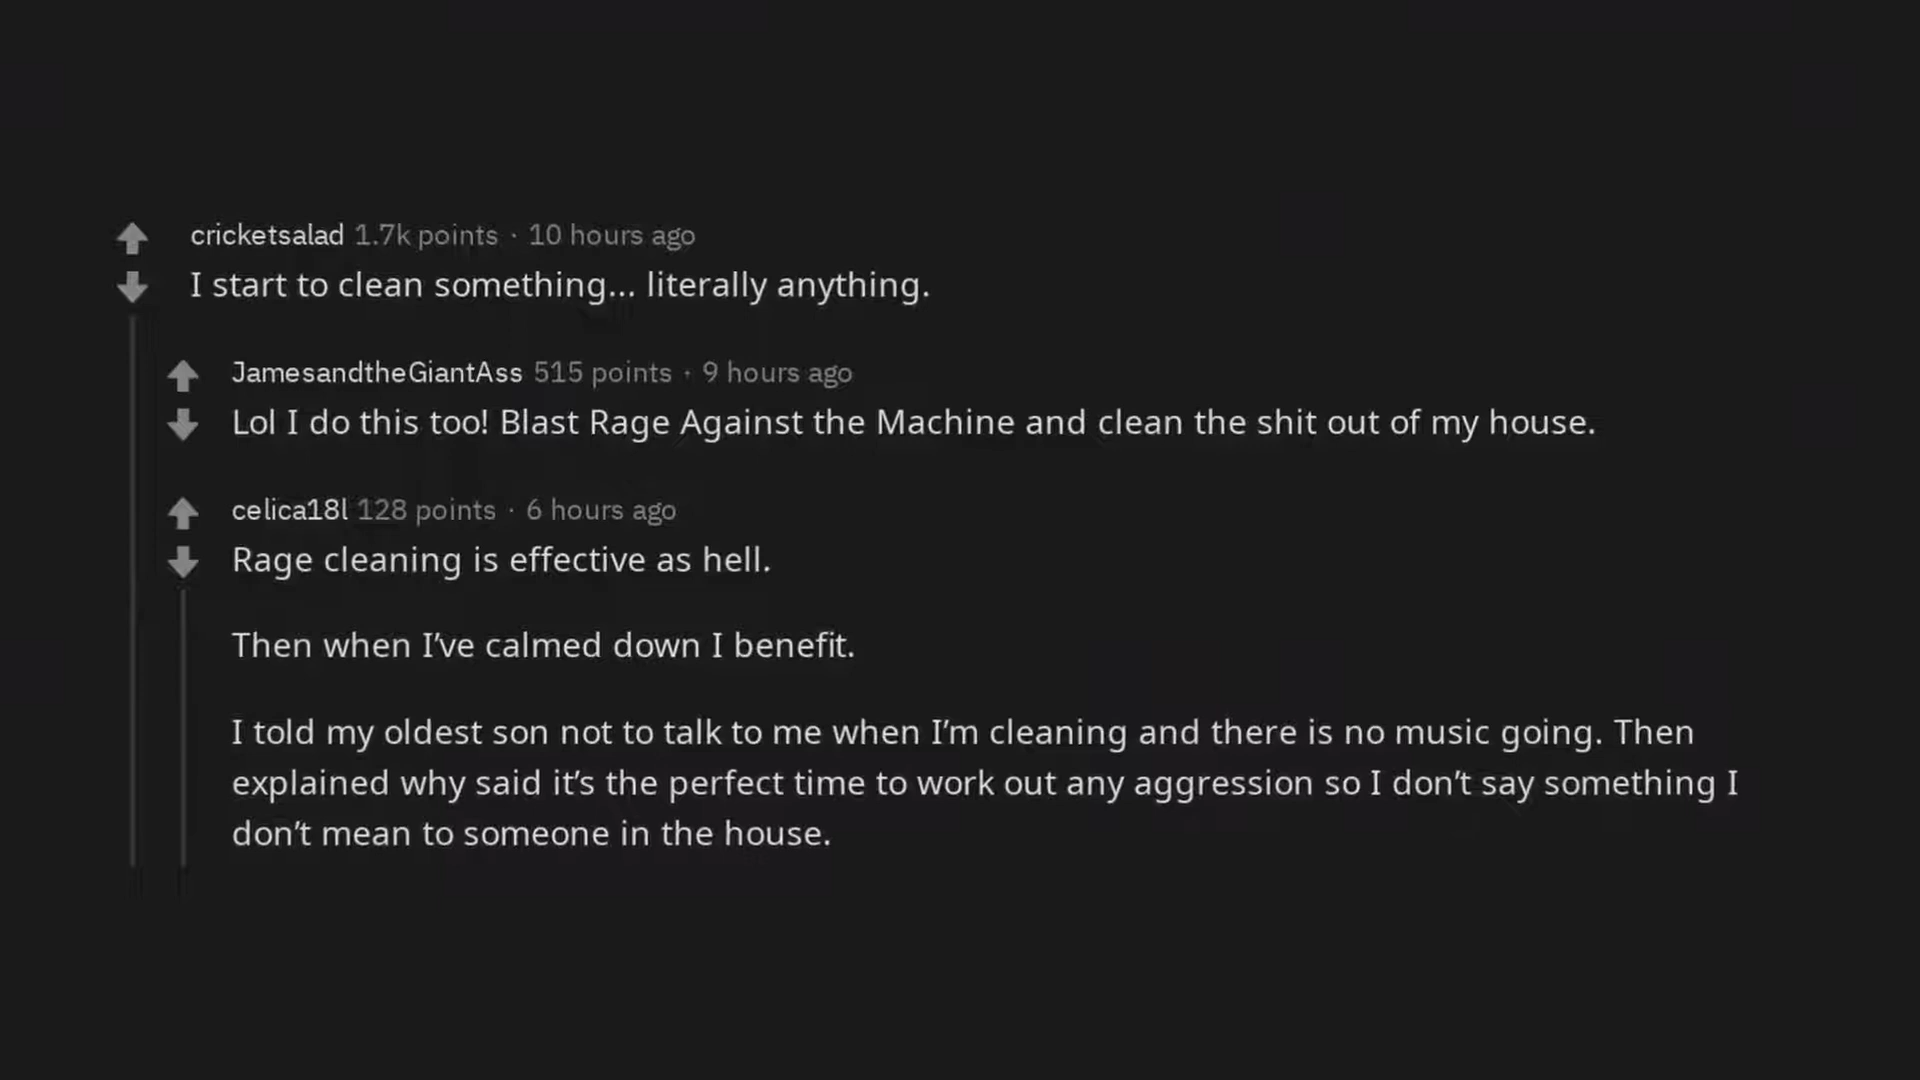 cricketsalad 1.7k points · 10 hours ago
I start to clean something... literally anything.
JamesandtheGiantAss 515 points · 9 hours ago
Lol I do this too! Blast Rage Against the Machine and clean the shit out of my house.
celica18l 128 points · 6 hours ago
Rage cleaning is effective as hell.
Then when I’ve calmed down I benefit.
I told my oldest son not to talk to me when I’m cleaning and there is no music going. Then
explained why said it’s the perfect time to work out any aggression so I don’t say something I
don’t mean to someone in the house.